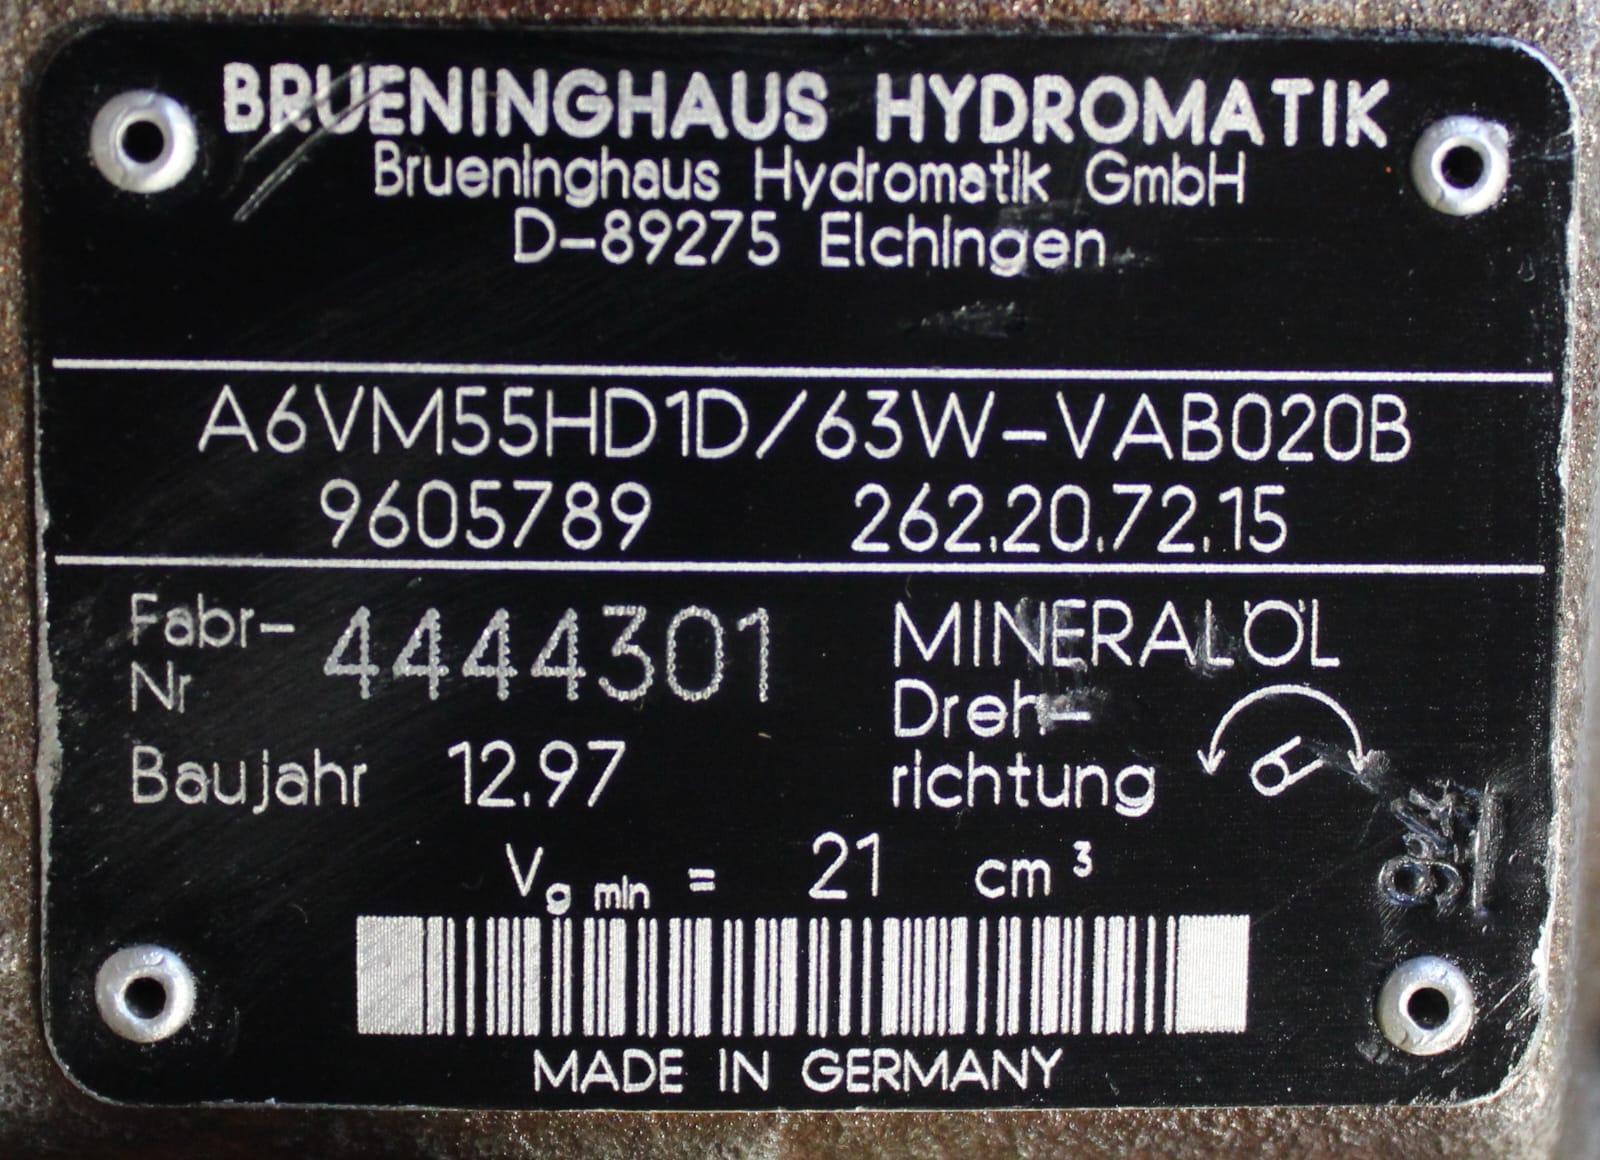 BRUENINGHAUS HYDROMATIK
Brueninghaus Hydromatik GmbH
D-89275 Elchingen
A6VM55HD1D/63W-VAB020B
9605789 262.20.72.15
Fabr-
Nr 4444301
MINERALÖL
Dreh-
richtung
Baujahr 12.97
Vg min = 21 cm³
MADE IN GERMANY